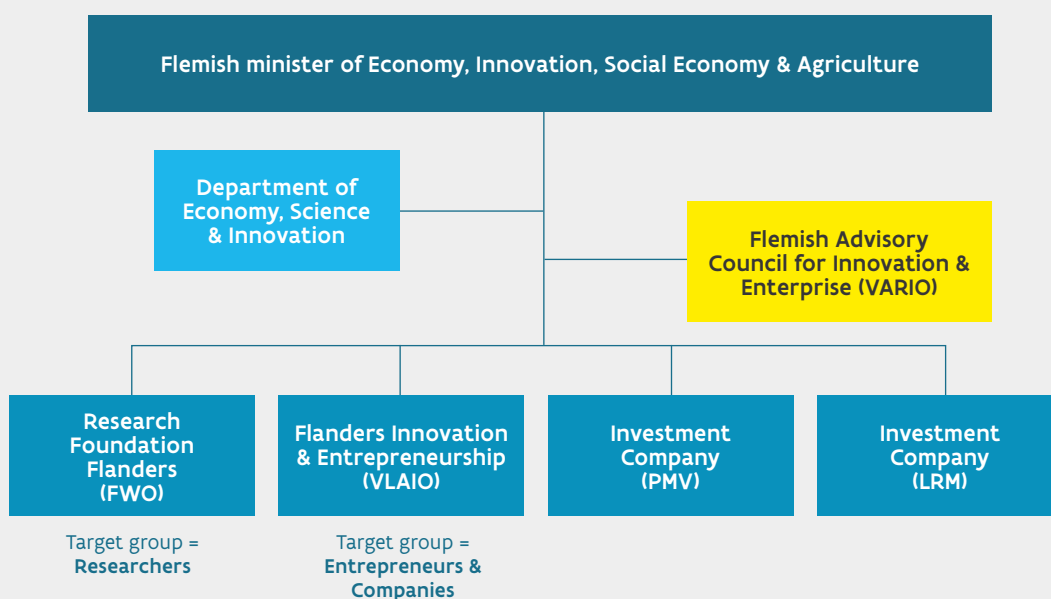 Flemish minister of Economy, Innovation, Social Economy & Agriculture
Department of
Economy, Science
& Innovation
Flemish Advisory
Council for Innovation &
Enterprise (VARIO)
Research
Foundation
Flanders
(FWO)
Flanders Innovation
& Entrepreneurship
(VLAIO)
Investment
Company
(PMV)
Investment
Company
(LRM)
Target group =
Researchers
Target group =
Entrepreneurs &
Companies